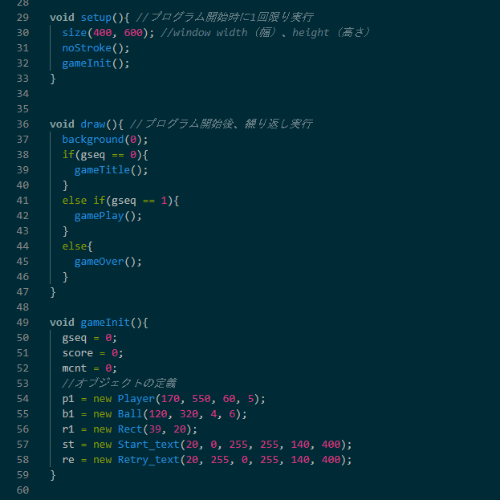 28
29 void setup(){ //プログラム開始時に1回限り実行
30 size(400, 600); //window width（幅）、height（高さ）
31 noStroke();
32 gameInit();
33 }
34
35
36 void draw(){ //プログラム開始後、繰り返し実行
37 background(0);
38 if(gseq == 0){
39 gameTitle();
40 }
41 else if(gseq == 1){
42 gamePlay();
43 }
44 else{
45 gameOver();
46 }
47 }
48
49 void gameInit(){
50 gseq = 0;
51 score = 0;
52 mcnt = 0;
53 //オブジェクトの定義
54 p1 = new Player(170, 550, 60, 5);
55 b1 = new Ball(120, 320, 4, 6);
56 r1 = new Rect(39, 20);
57 st = new Start_text(20, 0, 255, 255, 140, 400);
58 re = new Retry_text(20, 255, 0, 255, 140, 400);
59 }
60